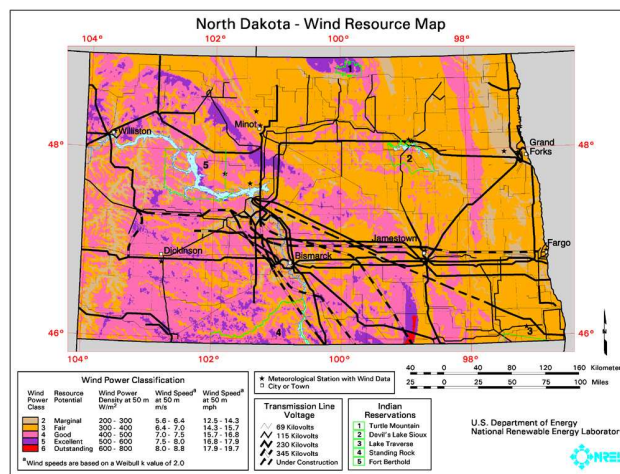 North Dakota - Wind Resource Map
104° 102° 100° 98°
1
Minot
Williston
48° 48°
Grand
Forks
2
5
Jamestown
Fargo
Dickinson
Bismarck
46° 4 3 46°
104° 102° 100° 98°
Wind Power Classification
Wind Power Class
Resource Potential
Wind Power Density at 50 m W/m²
Wind Speedª at 50 m m/s
Wind Speedª at 50 m mph
2 Marginal 200 - 300 5.6 - 6.4 12.5 - 14.3
3 Fair 300 - 400 6.4 - 7.0 14.3 - 15.7
4 Good 400 - 500 7.0 - 7.5 15.7 - 16.8
5 Excellent 500 - 600 7.5 - 8.0 16.8 - 17.9
6 Outstanding 600 - 800 8.0 - 8.8 17.9 - 19.7
ª Wind speeds are based on a Weibull k value of 2.0
★ Meteorological Station with Wind Data
□ City or Town
Transmission Line
Voltage
69 Kilovolts
115 Kilovolts
230 Kilovolts
345 Kilovolts
Under Construction
Indian
Reservations
1 Turtle Mountain
2 Devil's Lake Sioux
3 Lake Traverse
4 Standing Rock
5 Fort Berthold
40 0 40 80 120 160 Kilometer
25 0 25 50 75 100 Miles
U.S. Department of Energy
National Renewable Energy Laborator
NREL